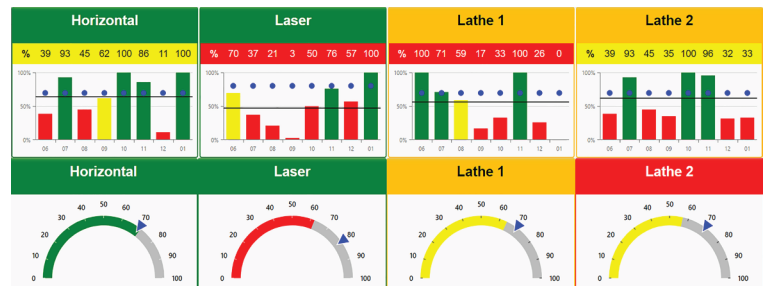 Horizontal Laser Lathe 1 Lathe 2
% 39 93 45 62 100 86 11 100 % 70 37 21 3 50 76 57 100 % 100 71 59 17 33 100 26 0 % 39 93 45 35 100 96 32 33
100% 100% 100% 100%
50% 50% 50% 50%
0% 0% 0% 0%
06 07 08 09 10 11 12 01 06 07 08 09 10 11 12 01 06 07 08 09 10 11 12 01 06 07 08 09 10 11 12 01
Horizontal Laser Lathe 1 Lathe 2
0 10 20 30 40 50 60 70 80 90 100 0 10 20 30 40 50 60 70 80 90 100 0 10 20 30 40 50 60 70 80 90 100 0 10 20 30 40 50 60 70 80 90 100